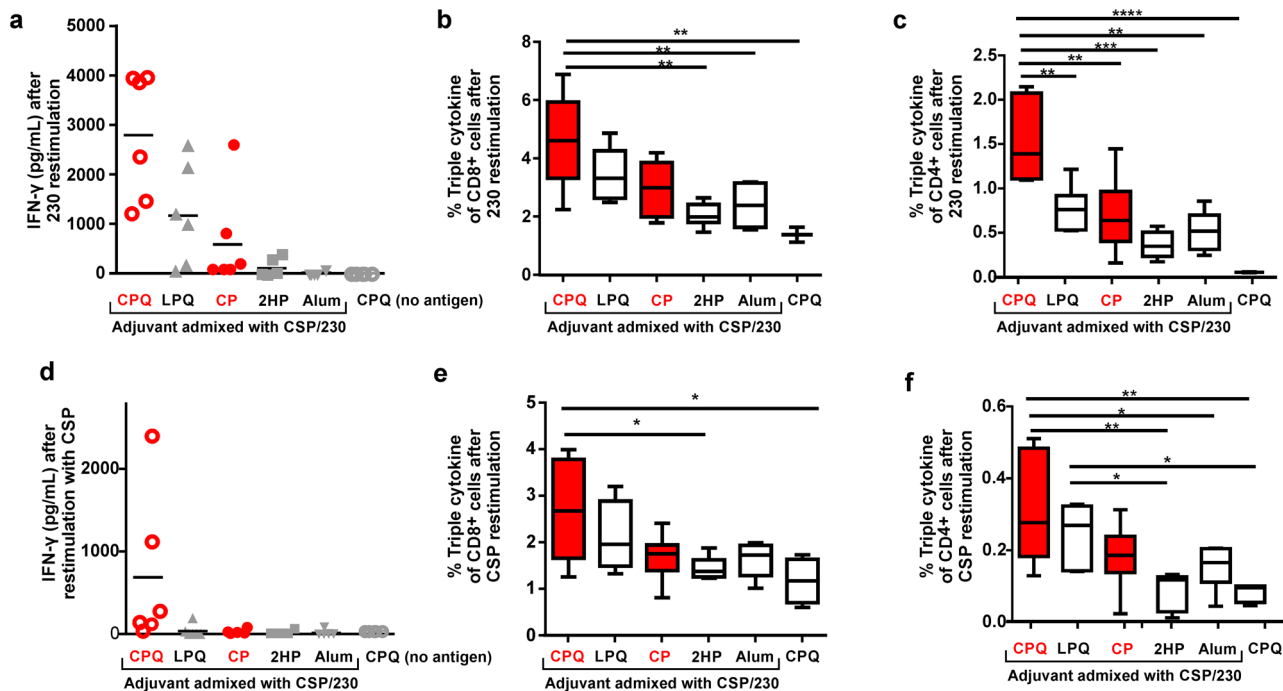 a
IFN-γ (pg/mL) after
230 restimulation
5000
4000
3000
2000
1000
0
CPQ LPQ CP 2HP Alum CPQ (no antigen)
Adjuvant admixed with CSP/230
b
% Triple cytokine
of CD8+ cells after
230 restimulation
8
6
4
2
0
**
**
**
CPQ LPQ CP 2HP Alum CPQ
Adjuvant admixed with CSP/230
c
% Triple cytokine
of CD4+ cells after
230 restimulation
2.5
2.0
1.5
1.0
0.5
0.0
****
**
***
**
**
CPQ LPQ CP 2HP Alum CPQ
Adjuvant admixed with CSP/230
d
IFN-γ (pg/mL) after
restimulation with CSP
2000
1000
0
CPQ LPQ CP 2HP Alum CPQ (no antigen)
Adjuvant admixed with CSP/230
e
% Triple cytokine
of CD8+ cells after
CSP restimulation
5
4
3
2
1
0
*
*
CPQ LPQ CP 2HP Alum CPQ
Adjuvant admixed with CSP/230
f
% Triple cytokine
of CD4+ cells after
CSP restimulation
0.6
0.4
0.2
0.0
**
*
**
*
*
CPQ LPQ CP 2HP Alum CPQ
Adjuvant admixed with CSP/230